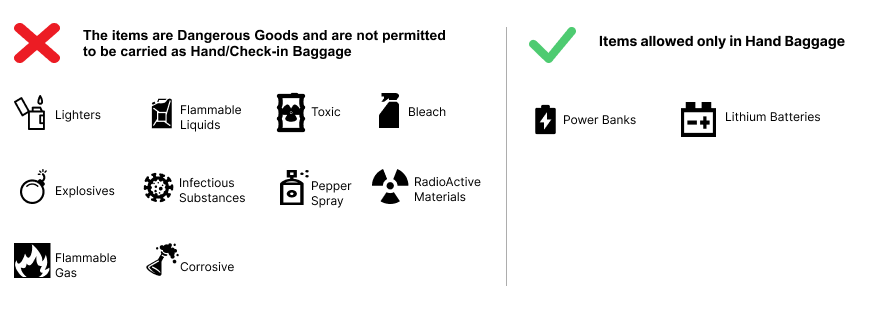 The items are Dangerous Goods and are not permitted
to be carried as Hand/Check-in Baggage
Lighters
Flammable
Liquids
Toxic
Bleach
Explosives
Infectious
Substances
Pepper
Spray
RadioActive
Materials
Flammable
Gas
Corrosive
Items allowed only in Hand Baggage
Power Banks
Lithium Batteries